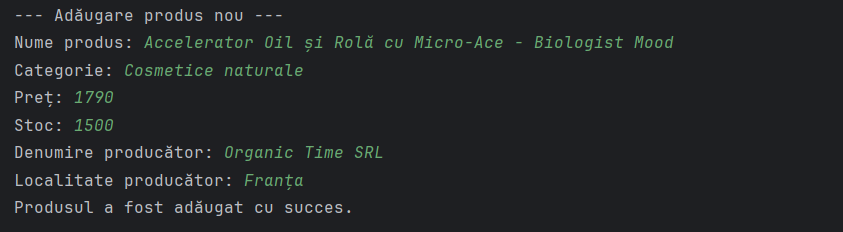 --- Adăugare produs nou ---
Nume produs: Accelerator Oil și Rolă cu Micro-Ace - Biologist Mood
Categorie: Cosmetice naturale
Preț: 1790
Stoc: 1500
Denumire producător: Organic Time SRL
Localitate producător: Franța
Produsul a fost adăugat cu succes.